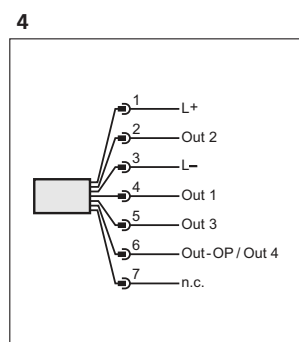 4
1 L+
2 Out 2
3 L–
4 Out 1
5 Out 3
6 Out-OP / Out 4
7 n.c.